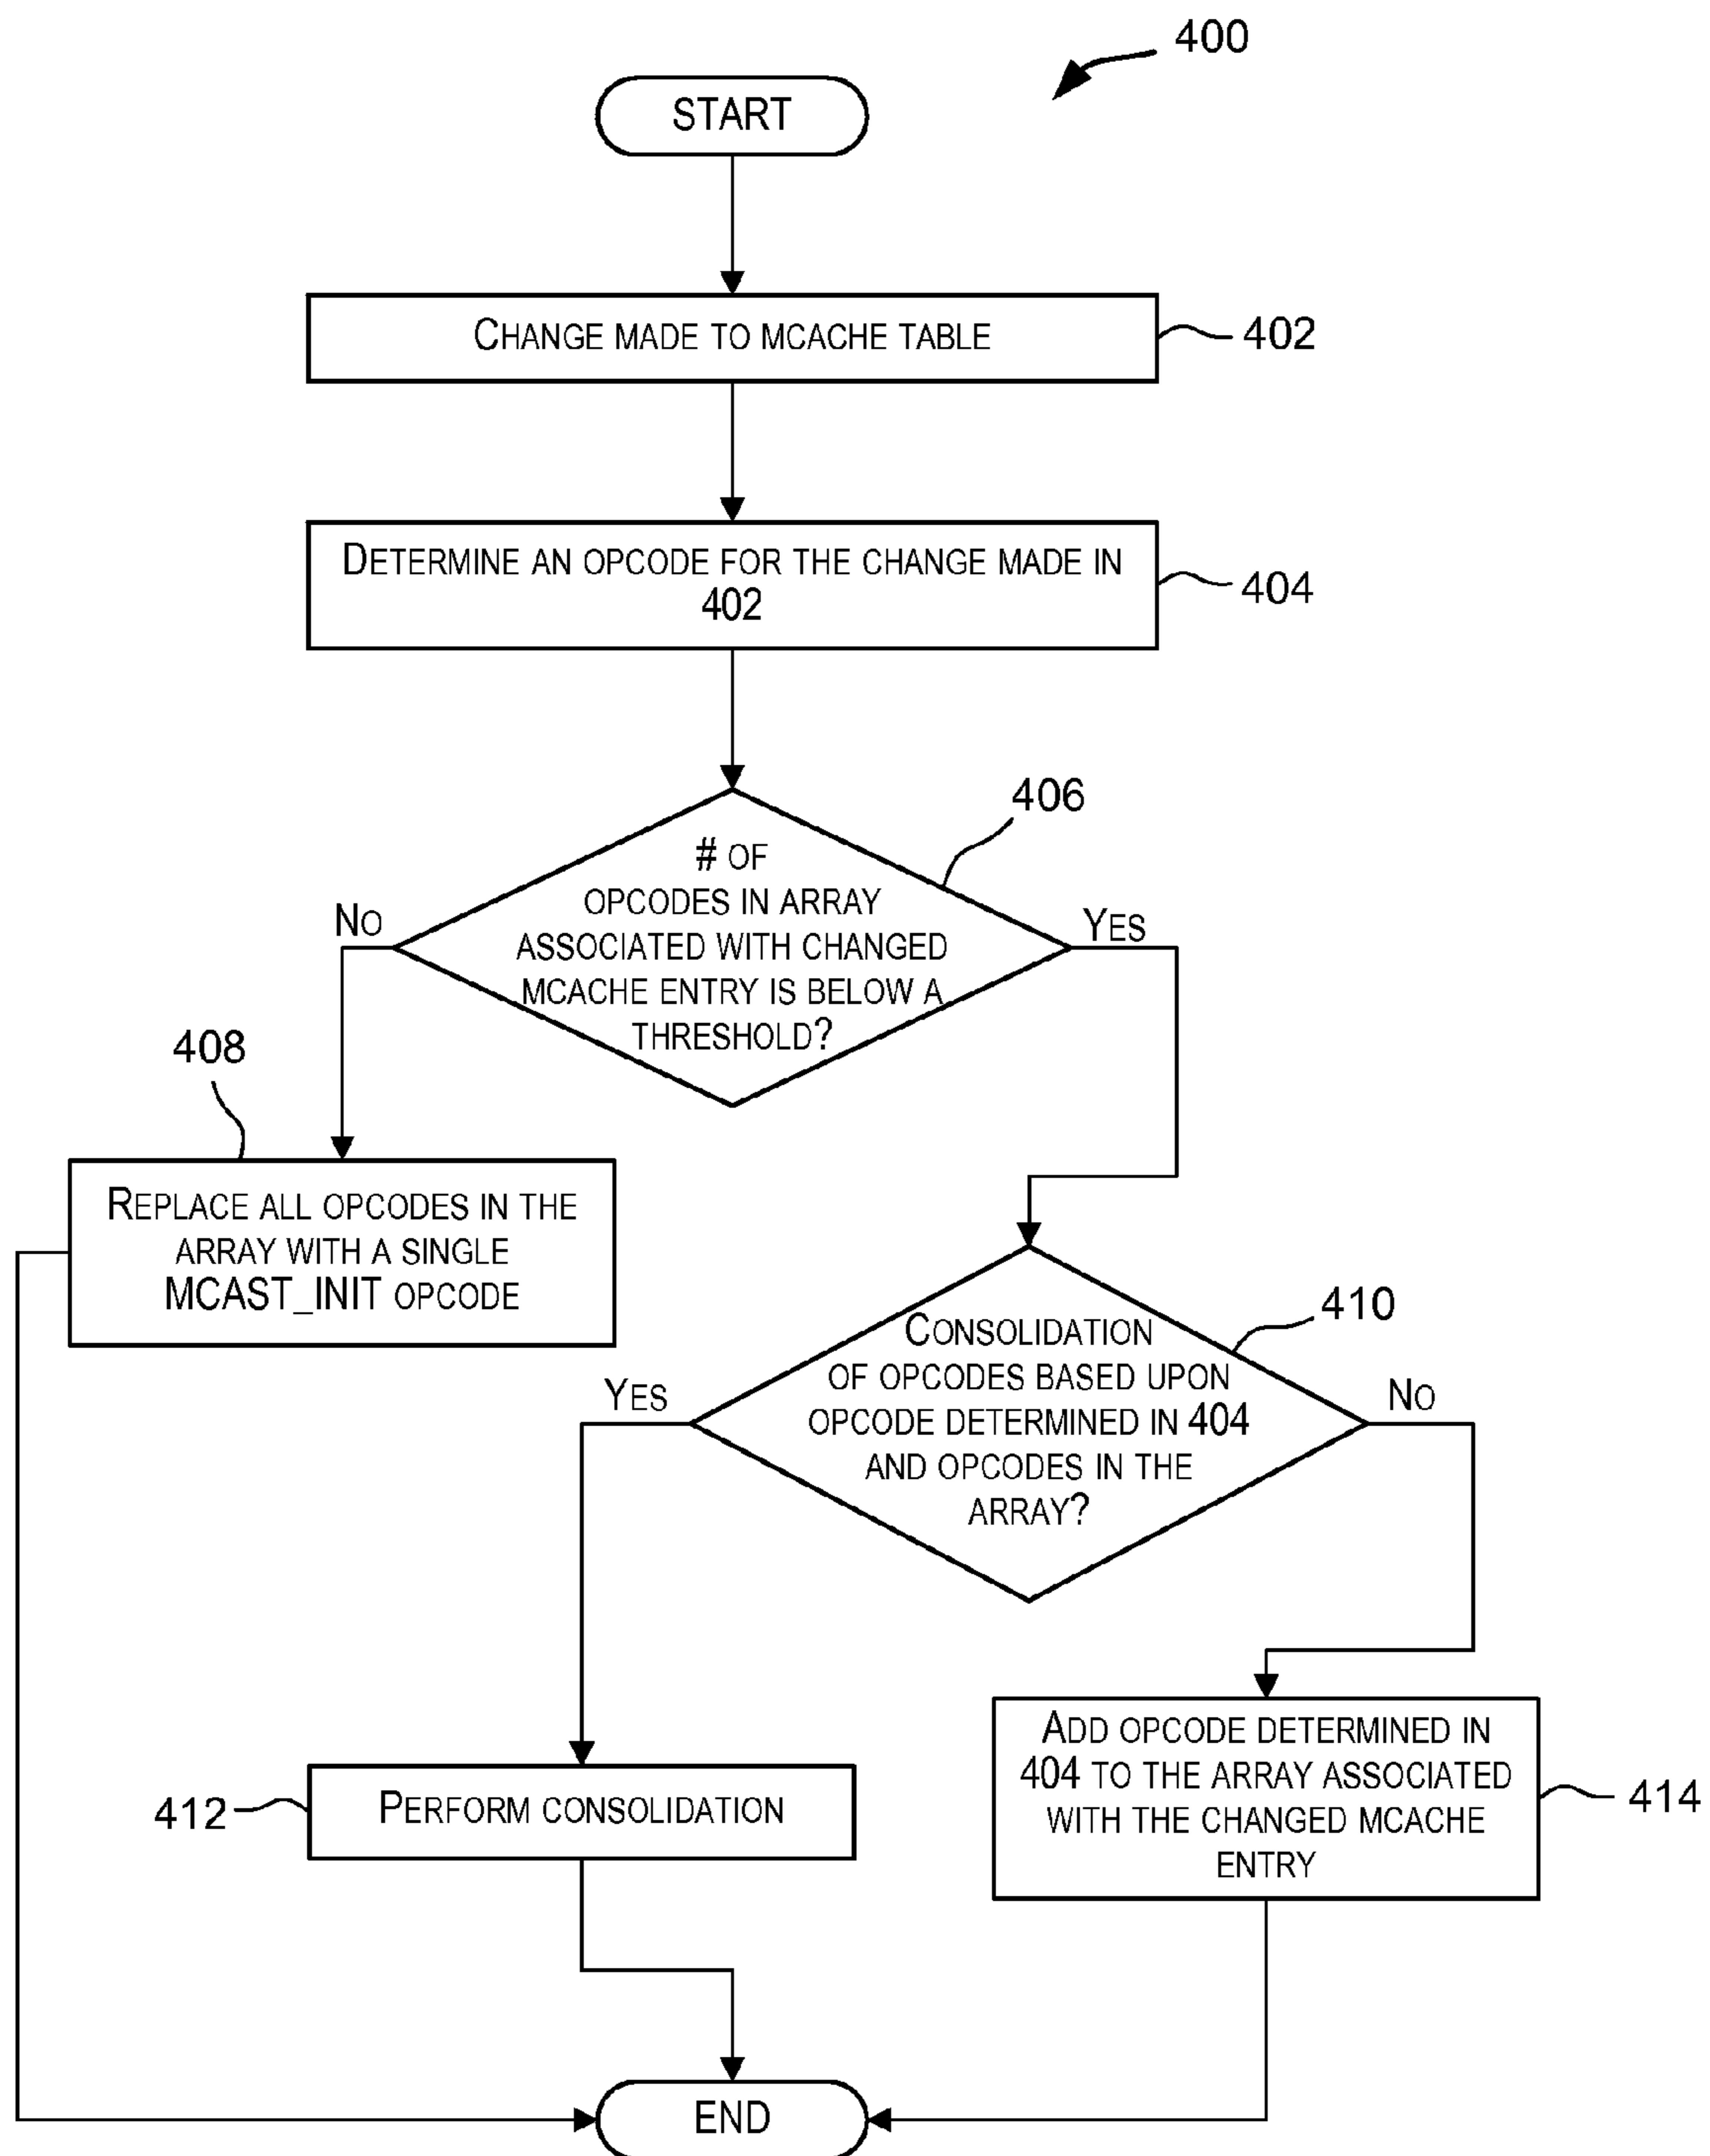 400
START
CHANGE MADE TO MCACHE TABLE
402
DETERMINE AN OPCODE FOR THE CHANGE MADE IN
402
404
406
# OF
OPCODES IN ARRAY
ASSOCIATED WITH CHANGED
MCACHE ENTRY IS BELOW A
THRESHOLD?
NO
YES
408
REPLACE ALL OPCODES IN THE
ARRAY WITH A SINGLE
MCAST_INIT OPCODE
410
CONSOLIDATION
OF OPCODES BASED UPON
OPCODE DETERMINED IN 404
AND OPCODES IN THE
ARRAY?
YES
NO
412
PERFORM CONSOLIDATION
ADD OPCODE DETERMINED IN
404 TO THE ARRAY ASSOCIATED
WITH THE CHANGED MCACHE
ENTRY
414
END